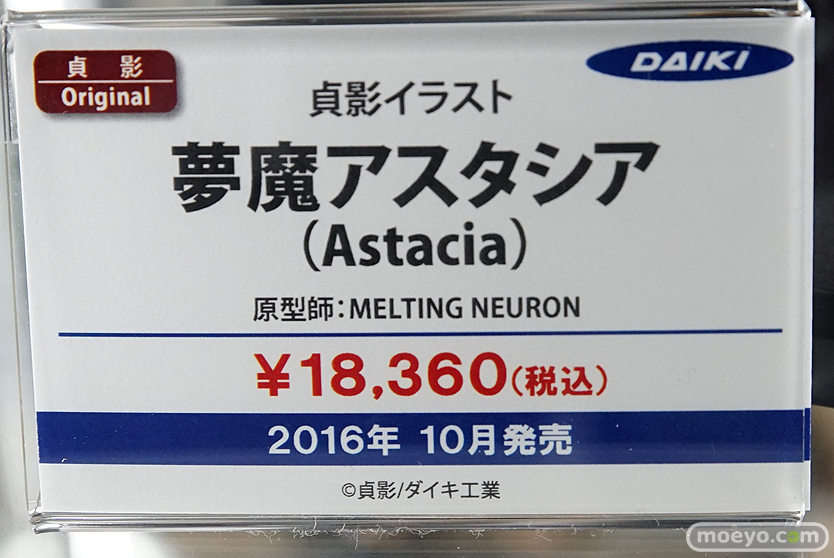 貞影
Original
DAIKI
貞影イラスト
夢魔アスタシア
(Astacia)
原型師:MELTING NEURON
¥18,360(税込)
2016年 10月発売
©貞影/ダイキ工業
moeyo.com